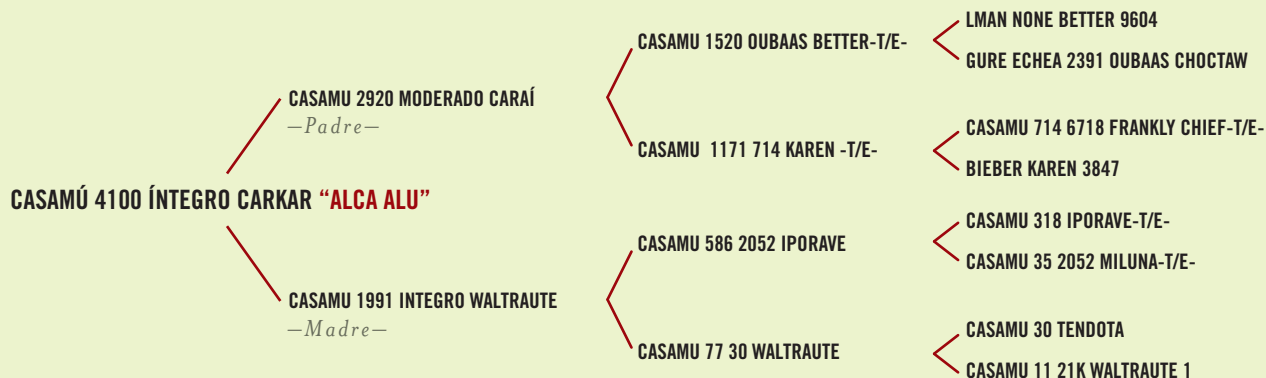 LMAN NONE BETTER 9604
CASAMU 1520 OUBAAS BETTER-T/E-
GURE ECHEA 2391 OUBAAS CHOCTAW
CASAMU 2920 MODERADO CARAÍ
—Padre—
CASAMU 714 6718 FRANKLY CHIEF-T/E-
CASAMU 1171 714 KAREN -T/E-
BIEBER KAREN 3847
CASAMÚ 4100 ÍNTEGRO CARKAR “ALCA ALU”
CASAMU 318 IPORAVE-T/E-
CASAMU 586 2052 IPORAVE
CASAMU 35 2052 MILUNA-T/E-
CASAMU 1991 INTEGRO WALTRAUTE
—Madre—
CASAMU 30 TENDOTA
CASAMU 77 30 WALTRAUTE
CASAMU 11 21K WALTRAUTE 1